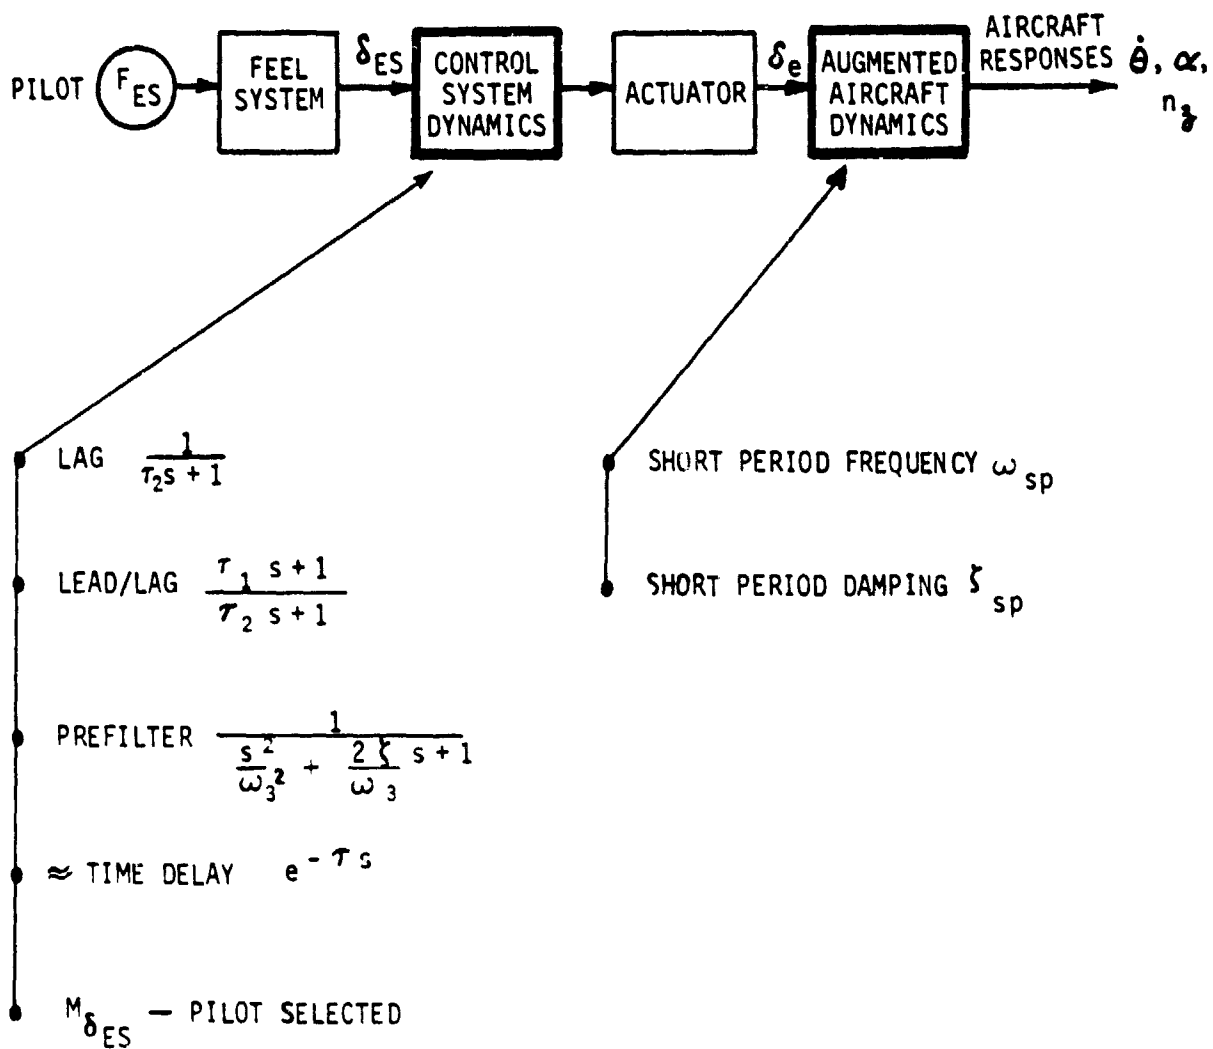 PILOT F_ES
FEEL SYSTEM
δ_ES
CONTROL SYSTEM DYNAMICS
ACTUATOR
δ_e
AUGMENTED AIRCRAFT DYNAMICS
AIRCRAFT RESPONSES
θ̇, α, n_z
LAG 1 / (τ₂s + 1)
LEAD/LAG (τ₁ s + 1) / (τ₂ s + 1)
PREFILTER 1 / (s²/ω₃² + (2ζ/ω₃) s + 1)
≈ TIME DELAY e^(-τs)
M_δ_ES — PILOT SELECTED
SHORT PERIOD FREQUENCY ω_sp
SHORT PERIOD DAMPING ζ_sp